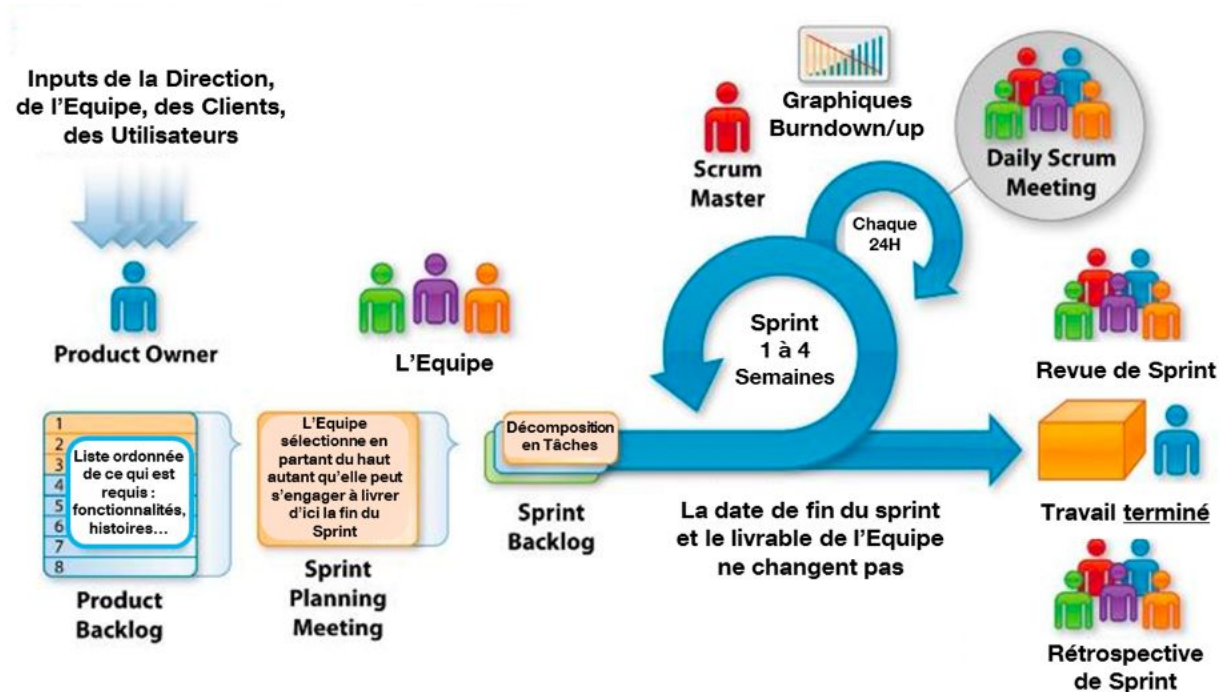 Inputs de la Direction,
de l'Equipe, des Clients,
des Utilisateurs
Product Owner
L'Equipe
Scrum
Master
Graphiques
Burndown/up
Daily Scrum
Meeting
Chaque
24H
Sprint
1 à 4
Semaines
Revue de Sprint
1
2
3
4
5
6
7
8
Liste ordonnée
de ce qui est
requis :
fonctionnalités,
histoires...
Product
Backlog
L'Equipe
sélectionne en
partant du haut
autant qu'elle peut
s'engager à livrer
d'ici la fin du
Sprint
Sprint
Planning
Meeting
Décomposition
en Tâches
Sprint
Backlog
La date de fin du sprint
et le livrable de l'Equipe
ne changent pas
Travail terminé
Rétrospective
de Sprint